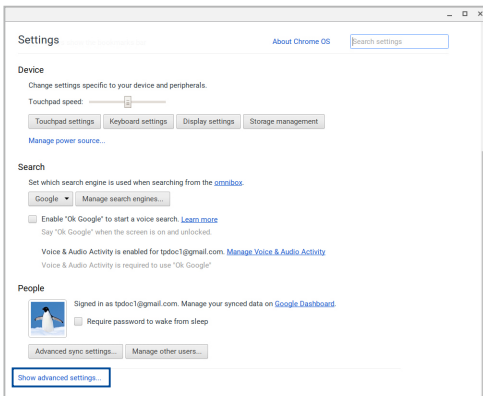 Settings
About Chrome OS
Search settings
Device
Change settings specific to your device and peripherals.
Touchpad speed:
Touchpad settings Keyboard settings Display settings Storage management
Manage power source...
Search
Set which search engine is used when searching from the omnibox.
Google Manage search engines...
Enable "Ok Google" to start a voice search. Learn more
Say "Ok Google" when the screen is on and unlocked.
Voice & Audio Activity is enabled for tpdoc1@gmail.com. Manage Voice & Audio Activity
Voice & Audio Activity is required to use "Ok Google"
People
Signed in as tpdoc1@gmail.com. Manage your synced data on Google Dashboard.
Require password to wake from sleep
Advanced sync settings... Manage other users...
Show advanced settings...